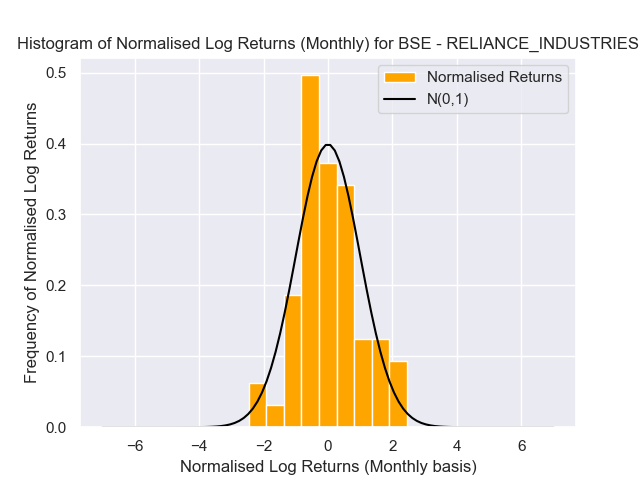 Histogram of Normalised Log Returns (Monthly) for BSE - RELIANCE_INDUSTRIES
Normalised Returns
N(0,1)
Frequency of Normalised Log Returns
0.5
0.4
0.3
0.2
0.1
0.0
−6 −4 −2 0 2 4 6
Normalised Log Returns (Monthly basis)